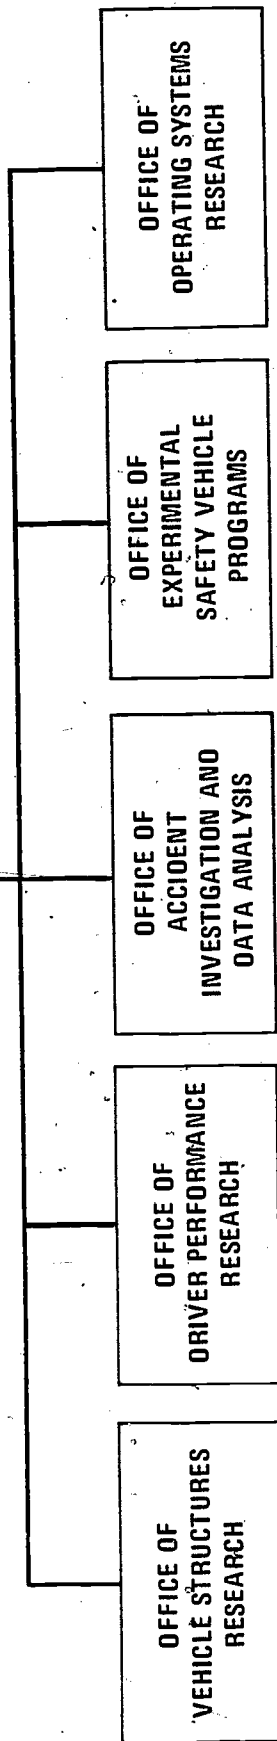 OFFICE OF
VEHICLE STRUCTURES
RESEARCH
OFFICE OF
DRIVER PERFORMANCE
RESEARCH
OFFICE OF
ACCIDENT
INVESTIGATION AND
DATA ANALYSIS
OFFICE OF
EXPERIMENTAL
SAFETY VEHICLE
PROGRAMS
OFFICE OF
OPERATING SYSTEMS
RESEARCH